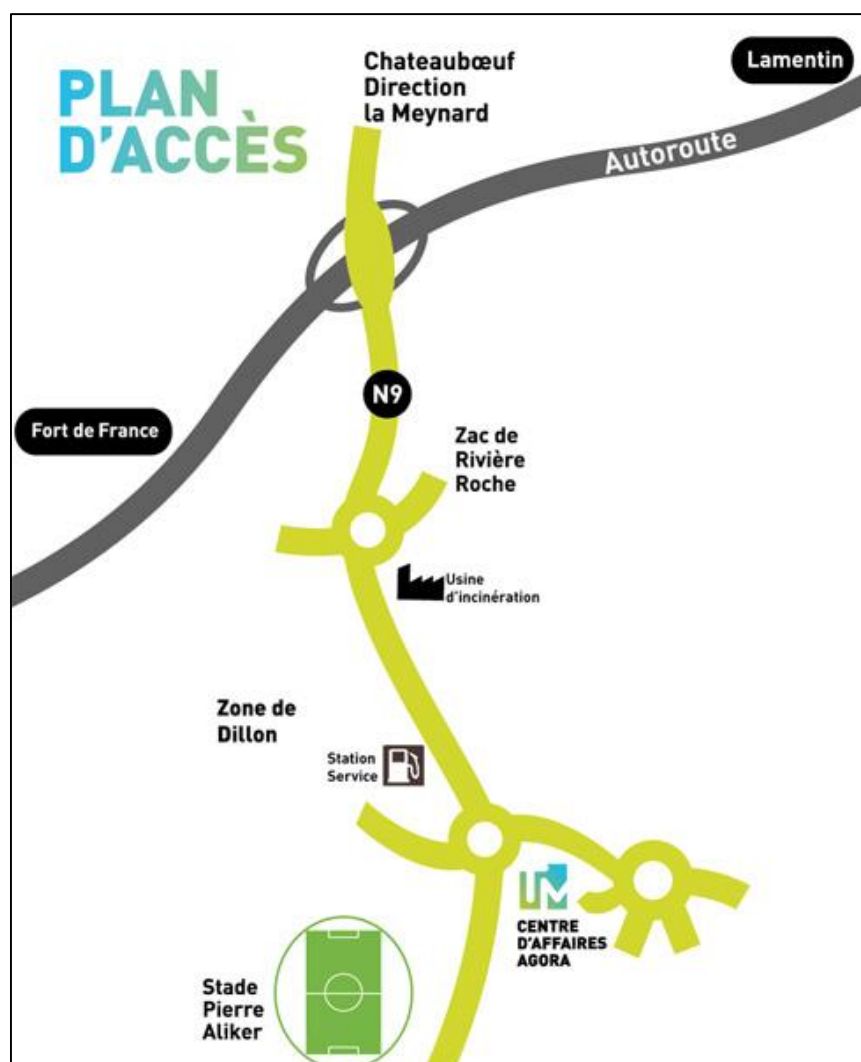 PLAN
D'ACCÈS
Chateaubœuf
Direction
la Meynard
Lamentin
Autoroute
N9
Fort de France
Zac de
Rivière
Roche
Usine
d'incinération
Zone de
Dillon
Station
Service
CENTRE
D'AFFAIRES
AGORA
Stade
Pierre
Aliker